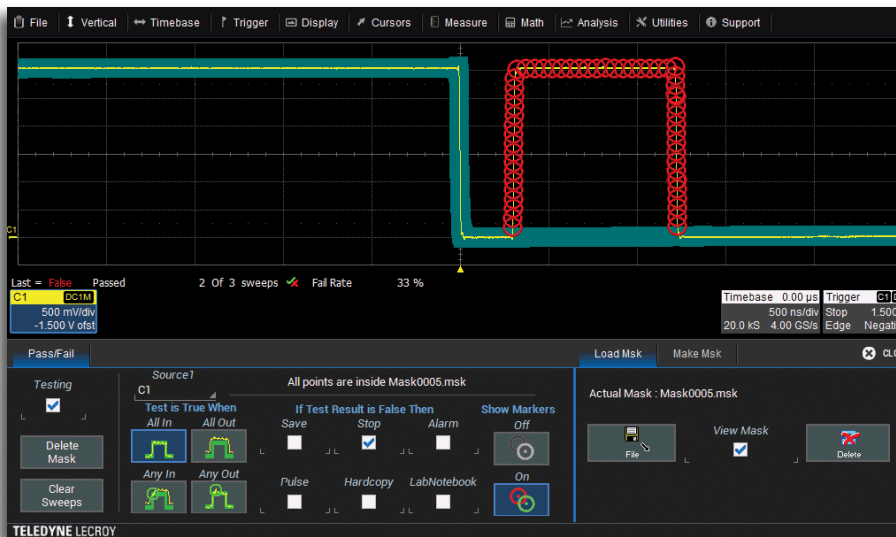 File Vertical Timebase Trigger Display Cursors Measure Math Analysis Utilities Support
C1
Last = False Passed 2 Of 3 sweeps Fail Rate 33 %
C1 DC1M
500 mV/div
-1.500 V ofst
Timebase 0.00 µs
500 ns/div
20.0 kS 4.00 GS/s
Trigger C1
Stop 1.500
Edge Negati
Pass/Fail
Testing
Delete
Mask
Clear
Sweeps
Source1
C1
All points are inside Mask0005.msk
Test is True When
All In All Out
Any In Any Out
If Test Result is False Then
Save Stop Alarm
Pulse Hardcopy LabNotebook
Show Markers
Off
On
Load Msk Make Msk CLO
Actual Mask : Mask0005.msk
File
View Mask
Delete
TELEDYNE LECROY